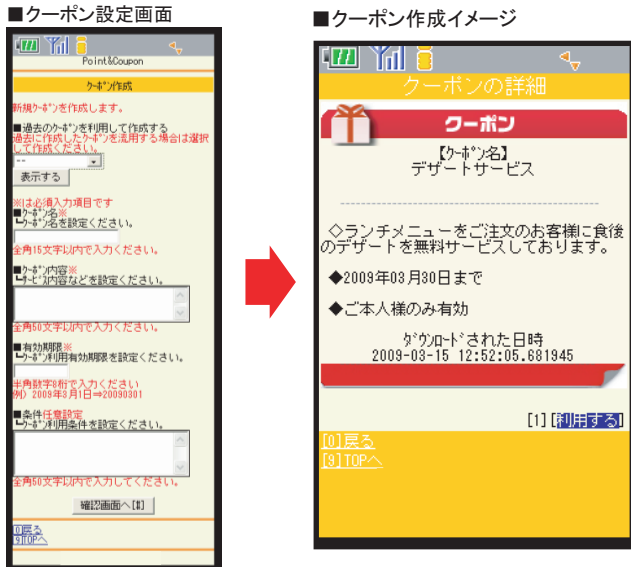 ■クーポン設定画面
Point&Coupon
ｸｰﾎﾟﾝ作成
新規ｸｰﾎﾟﾝを作成します。
■過去のｸｰﾎﾟﾝを利用して作成する
過去に作成したｸｰﾎﾟﾝを流用する場合は選択
して作成ください。
--
表示する
※は必須入力項目です
■ｸｰﾎﾟﾝ名※
┗ｸｰﾎﾟﾝ名を設定ください。
全角15文字以内で入力ください。
■ｸｰﾎﾟﾝ内容※
┗ｻｰﾋﾞｽ内容などを設定ください。
全角50文字以内で入力ください。
■有効期限※
┗ｸｰﾎﾟﾝ利用有効期限を設定ください。
半角数字8桁で入力ください
例) 2009年3月1日⇒20090301
■条件任意設定
┗ｸｰﾎﾟﾝ利用条件を設定ください。
全角50文字以内で入力してください。
確認画面へ[#]
[0]戻る
[9]TOPへ
■クーポン作成イメージ
クーポンの詳細
クーポン
【ｸｰﾎﾟﾝ名】
デザートサービス
◇ランチメニューをご注文のお客様に食後
のデザートを無料サービスしております。
◆2009年03月30日まで
◆ご本人様のみ有効
ﾀﾞｳﾝﾛｰﾄﾞされた日時
2009-03-15 12:52:05.681945
[1][利用する]
[0]戻る
[9]TOPへ